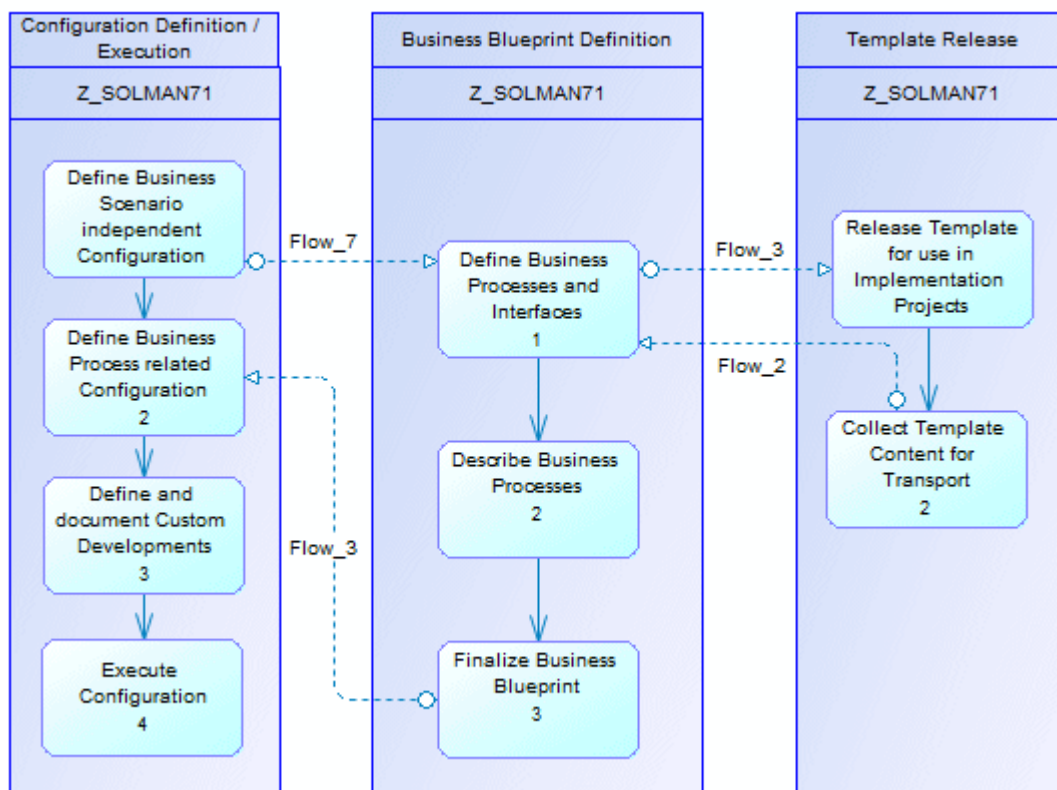 Configuration Definition /
Execution
Z_SOLMAN71
Define Business
Scenario
independent
Configuration
Define Business
Process related
Configuration
2
Define and
document Custom
Developments
3
Execute
Configuration
4
Flow_7
Flow_3
Business Blueprint Definition
Z_SOLMAN71
Define Business
Processes and
Interfaces
1
Describe Business
Processes
2
Finalize Business
Blueprint
3
Flow_3
Flow_2
Template Release
Z_SOLMAN71
Release Template
for use in
Implementation
Projects
Collect Template
Content for
Transport
2